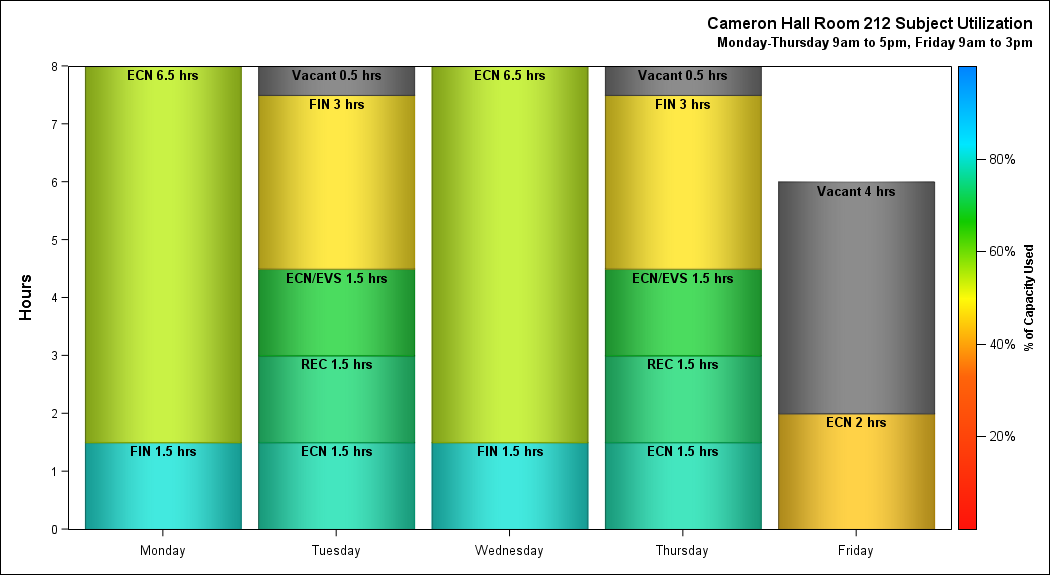 Cameron Hall Room 212 Subject Utilization
Monday-Thursday 9am to 5pm, Friday 9am to 3pm
Hours
8
7
6
5
4
3
2
1
0
ECN 6.5 hrs
FIN 1.5 hrs
Vacant 0.5 hrs
FIN 3 hrs
ECN/EVS 1.5 hrs
REC 1.5 hrs
ECN 1.5 hrs
ECN 6.5 hrs
FIN 1.5 hrs
Vacant 0.5 hrs
FIN 3 hrs
ECN/EVS 1.5 hrs
REC 1.5 hrs
ECN 1.5 hrs
Vacant 4 hrs
ECN 2 hrs
Monday
Tuesday
Wednesday
Thursday
Friday
80%
60%
40%
20%
% of Capacity Used